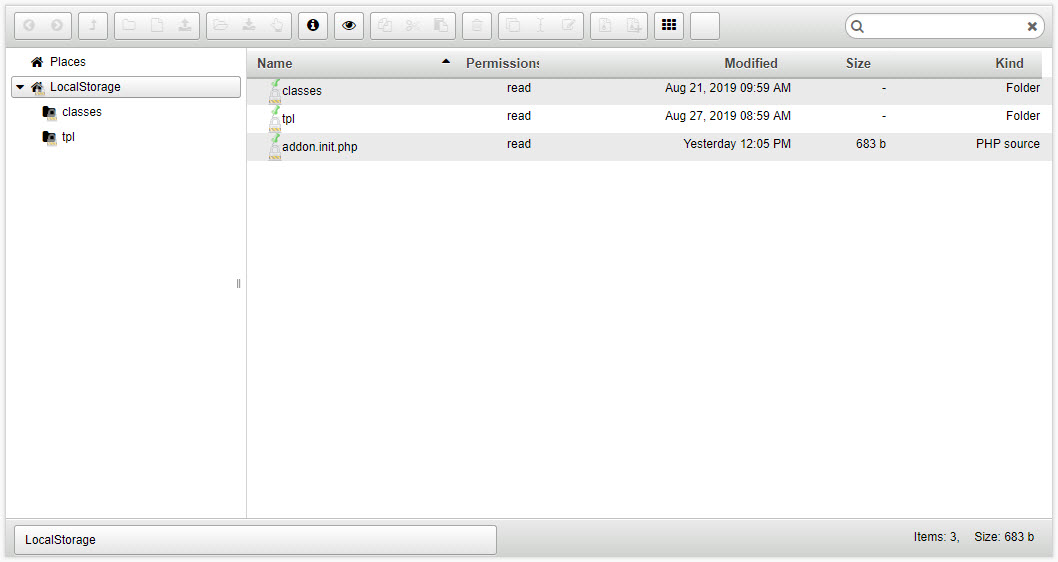 Places
LocalStorage
classes
tpl
Name Permissions Modified Size Kind
classes read Aug 21, 2019 09:59 AM - Folder
tpl read Aug 27, 2019 08:59 AM - Folder
addon.init.php read Yesterday 12:05 PM 683 b PHP source
LocalStorage
Items: 3, Size: 683 b